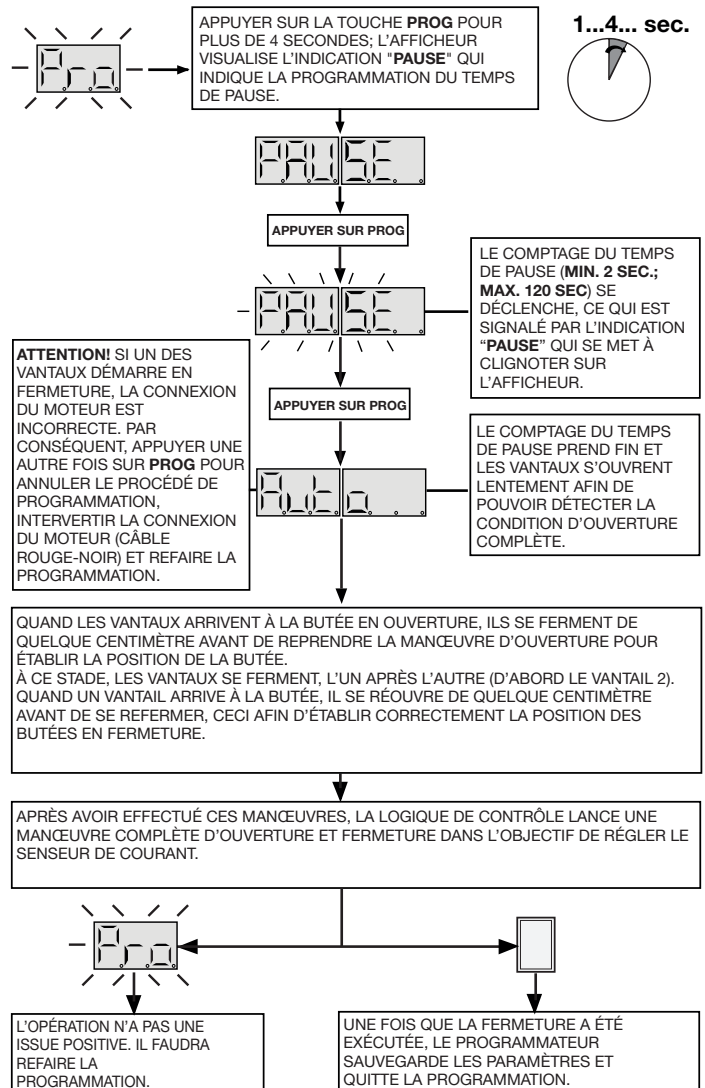 Pro
APPUYER SUR LA TOUCHE PROG POUR
PLUS DE 4 SECONDES; L'AFFICHEUR
VISUALISE L'INDICATION "PAUSE" QUI
INDIQUE LA PROGRAMMATION DU TEMPS
DE PAUSE.
1...4... sec.
PAUSE
APPUYER SUR PROG
PAUSE
LE COMPTAGE DU TEMPS
DE PAUSE (MIN. 2 SEC.;
MAX. 120 SEC) SE
DÉCLENCHE, CE QUI EST
SIGNALÉ PAR L'INDICATION
“PAUSE” QUI SE MET À
CLIGNOTER SUR
L'AFFICHEUR.
ATTENTION! SI UN DES
VANTAUX DÉMARRE EN
FERMETURE, LA CONNEXION
DU MOTEUR EST
INCORRECTE. PAR
CONSÉQUENT, APPUYER UNE
AUTRE FOIS SUR PROG POUR
ANNULER LE PROCÉDÉ DE
PROGRAMMATION,
INTERVERTIR LA CONNEXION
DU MOTEUR (CÂBLE
ROUGE-NOIR) ET REFAIRE LA
PROGRAMMATION.
APPUYER SUR PROG
Auto
LE COMPTAGE DU TEMPS
DE PAUSE PREND FIN ET
LES VANTAUX S'OUVRENT
LENTEMENT AFIN DE
POUVOIR DÉTECTER LA
CONDITION D'OUVERTURE
COMPLÈTE.
QUAND LES VANTAUX ARRIVENT À LA BUTÉE EN OUVERTURE, ILS SE FERMENT DE
QUELQUE CENTIMÈTRE AVANT DE REPRENDRE LA MANŒUVRE D'OUVERTURE POUR
ÉTABLIR LA POSITION DE LA BUTÉE.
À CE STADE, LES VANTAUX SE FERMENT, L'UN APRÈS L'AUTRE (D'ABORD LE VANTAIL 2).
QUAND UN VANTAIL ARRIVE À LA BUTÉE, IL SE RÉOUVRE DE QUELQUE CENTIMÈTRE
AVANT DE SE REFERMER, CECI AFIN D'ÉTABLIR CORRECTEMENT LA POSITION DES
BUTÉES EN FERMETURE.
APRÈS AVOIR EFFECTUÉ CES MANŒUVRES, LA LOGIQUE DE CONTRÔLE LANCE UNE
MANŒUVRE COMPLÈTE D'OUVERTURE ET FERMETURE DANS L'OBJECTIF DE RÉGLER LE
SENSEUR DE COURANT.
Pro
L'OPÉRATION N'A PAS UNE
ISSUE POSITIVE. IL FAUDRA
REFAIRE LA
PROGRAMMATION.
UNE FOIS QUE LA FERMETURE A ÉTÉ
EXÉCUTÉE, LE PROGRAMMATEUR
SAUVEGARDE LES PARAMÈTRES ET
QUITTE LA PROGRAMMATION.